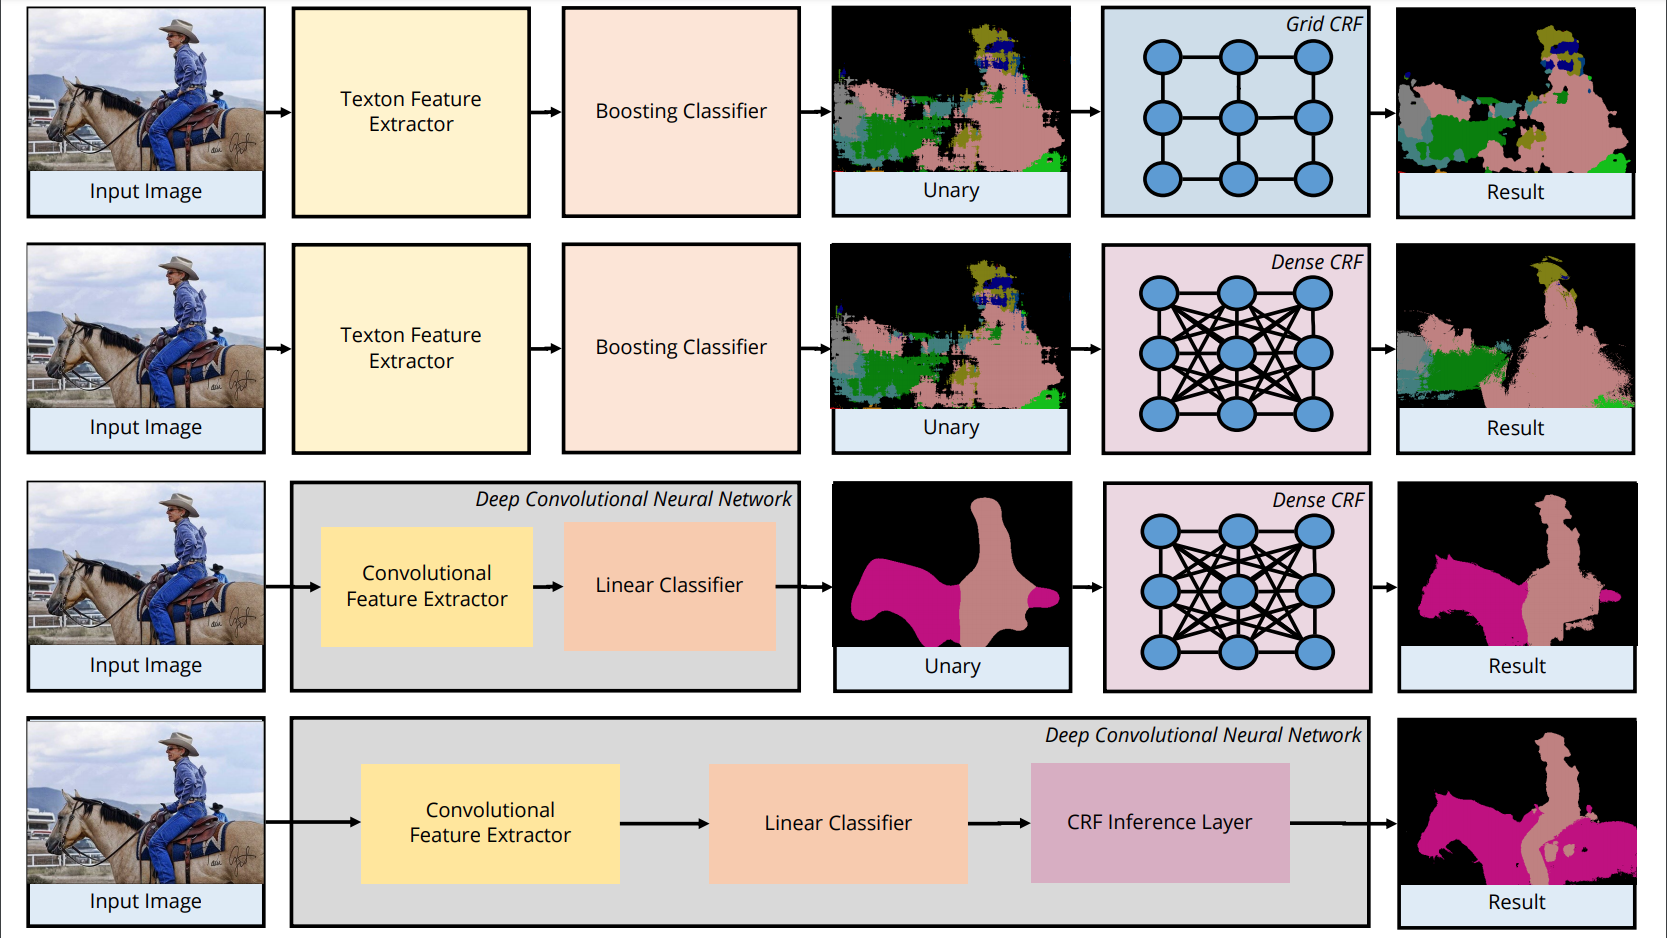 Input Image
Texton Feature
Extractor
Boosting Classifier
Unary
Grid CRF
Result
Input Image
Texton Feature
Extractor
Boosting Classifier
Unary
Dense CRF
Result
Input Image
Deep Convolutional Neural Network
Convolutional
Feature Extractor
Linear Classifier
Unary
Dense CRF
Result
Input Image
Deep Convolutional Neural Network
Convolutional
Feature Extractor
Linear Classifier
CRF Inference Layer
Result